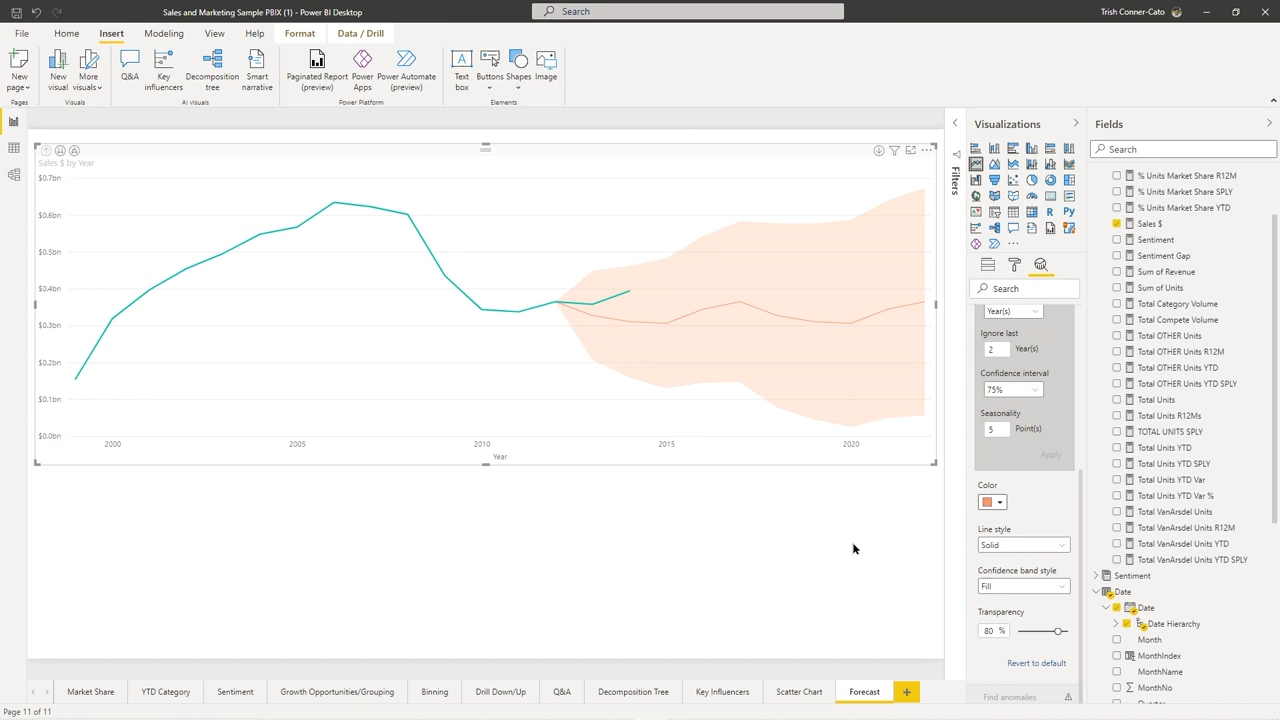 Sales and Marketing Sample PBIX (1) - Power BI Desktop
Search
Trish Conner-Cato
File
Home
Insert
Modeling
View
Help
Format
Data / Drill
New page
New visual
More visuals
Q&A
Key influencers
Decomposition tree
Smart narrative
Paginated Report (preview)
Power Apps
Power Automate (preview)
Text box
Buttons
Shapes
Image
Pages
Visuals
AI visuals
Power Platform
Elements
Sales $ by Year
$0.7bn
$0.6bn
$0.5bn
$0.4bn
$0.3bn
$0.2bn
$0.1bn
$0.0bn
2000
2005
2010
2015
2020
Year
Filters
Visualizations
R
Py
Search
Year(s)
Ignore last
2 Year(s)
Confidence interval
75%
Seasonality
5 Point(s)
Apply
Color
Line style
Solid
Confidence band style
Fill
Transparency
80 %
Revert to default
Find anomalies
Fields
Search
% Units Market Share R12M
% Units Market Share SPLY
% Units Market Share YTD
Sales $
Sentiment
Sentiment Gap
Sum of Revenue
Sum of Units
Total Category Volume
Total Compete Volume
Total OTHER Units
Total OTHER Units R12M
Total OTHER Units YTD
Total OTHER Units YTD SPLY
Total Units
Total Units R12Ms
TOTAL UNITS SPLY
Total Units YTD
Total Units YTD SPLY
Total Units YTD Var
Total Units YTD Var %
Total VanArsdel Units
Total VanArsdel Units R12M
Total VanArsdel Units YTD
Total VanArsdel Units YTD SPLY
Sentiment
Date
Date
Date Hierarchy
Month
MonthIndex
MonthName
MonthNo
Market Share
YTD Category
Sentiment
Growth Opportunities/Grouping
Binning
Drill Down/Up
Q&A
Decomposition Tree
Key Influencers
Scatter Chart
Forecast
Page 11 of 11